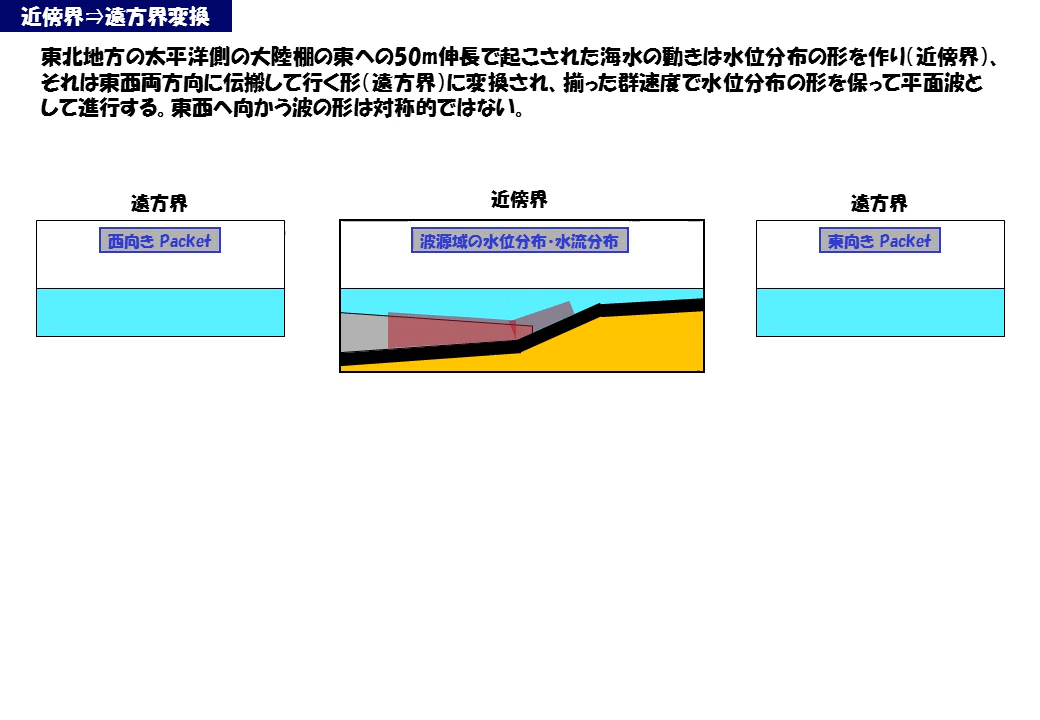 近傍界⇒遠方界変換
東北地方の太平洋側の大陸棚の東への50m伸長で起こされた海水の動きは水位分布の形を作り(近傍界)、
それは東西両方向に伝搬して行く形(遠方界)に変換され、揃った群速度で水位分布の形を保って平面波と
して進行する。東西へ向かう波の形は対称的ではない。
遠方界
近傍界
遠方界
西向き Packet
波源域の水位分布・水流分布
東向き Packet